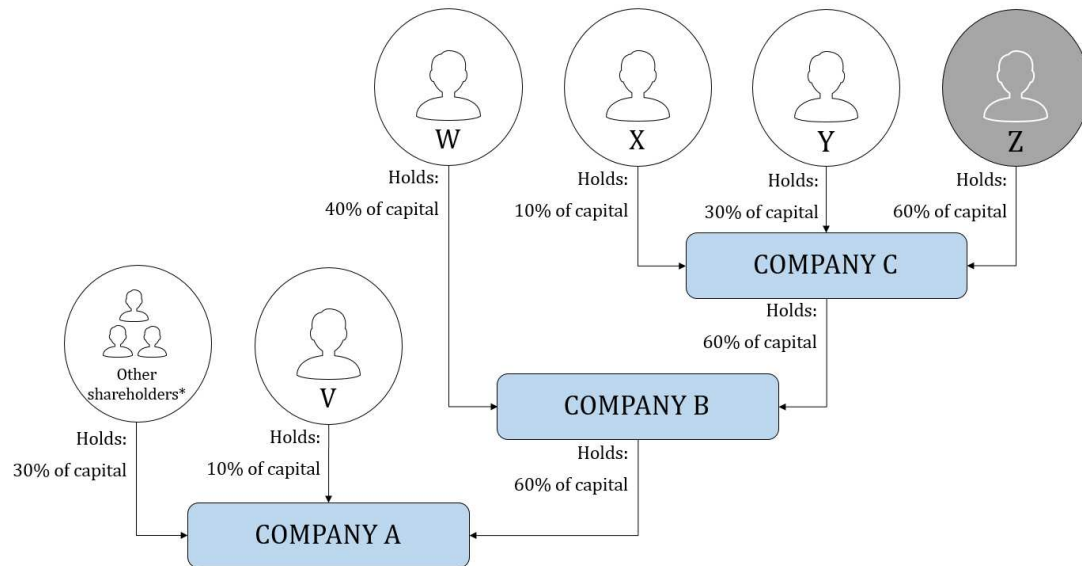 W
X
Y
Z
Holds:
40% of capital
Holds:
10% of capital
Holds:
30% of capital
Holds:
60% of capital
COMPANY C
Holds:
60% of capital
Other
shareholders*
V
COMPANY B
Holds:
30% of capital
Holds:
10% of capital
Holds:
60% of capital
COMPANY A